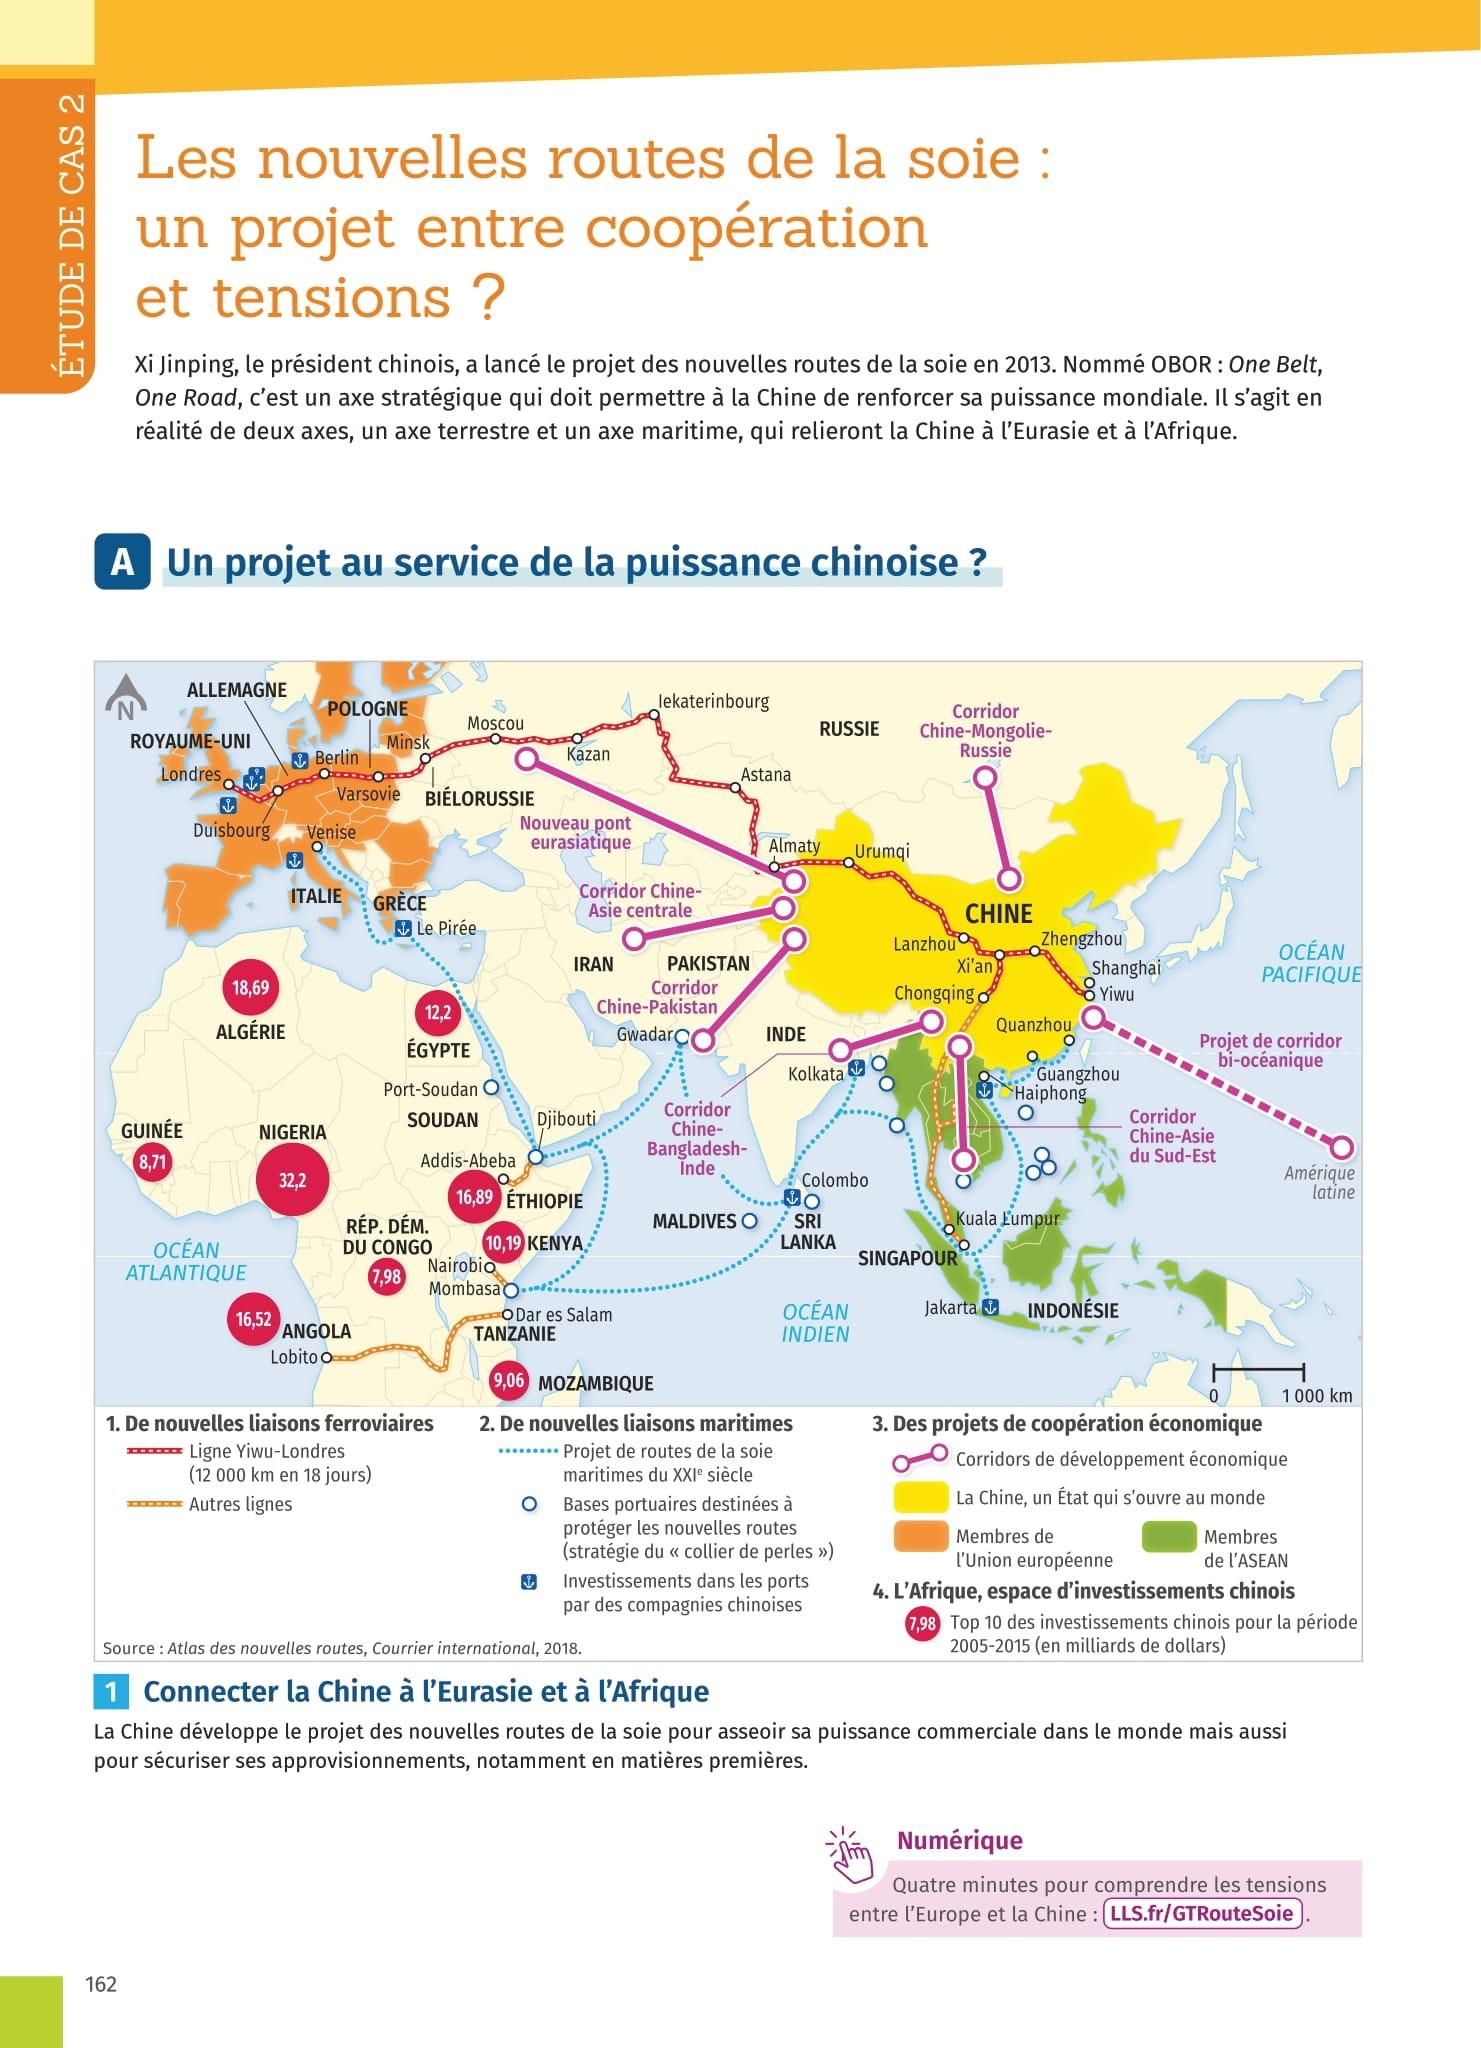 ÉTUDE DE CAS 2
Les nouvelles routes de la soie :
un projet entre coopération
et tensions ?
Xi Jinping, le président chinois, a lancé le projet des nouvelles routes de la soie en 2013. Nommé OBOR : One Belt,
One Road, c’est un axe stratégique qui doit permettre à la Chine de renforcer sa puissance mondiale. Il s’agit en
réalité de deux axes, un axe terrestre et un axe maritime, qui relieront la Chine à l’Eurasie et à l’Afrique.
A Un projet au service de la puissance chinoise ?
N
ALLEMAGNE
POLOGNE
ROYAUME-UNI
Londres
Berlin
Minsk
Moscou
Kazan
Iekaterinbourg
RUSSIE
Corridor
Chine-Mongolie-
Russie
Varsovie
BIÉLORUSSIE
Astana
Duisbourg
Venise
Nouveau pont
eurasiatique
Almaty
Urumqi
ITALIE
GRÈCE
Le Pirée
Corridor Chine-
Asie centrale
CHINE
Lanzhou
Zhengzhou
Xi’an
Shanghai
Yiwu
Chongqing
OCÉAN
PACIFIQUE
IRAN
PAKISTAN
Corridor
Chine-Pakistan
Gwadar
INDE
Quanzhou
18,69
ALGÉRIE
12,2
ÉGYPTE
Projet de corridor
bi-océanique
Kolkata
Guangzhou
Haiphong
Port-Soudan
SOUDAN
Djibouti
Corridor
Chine-
Bangladesh-
Inde
Corridor
Chine-Asie
du Sud-Est
GUINÉE
8,71
NIGERIA
32,2
Addis-Abeba
16,89
ÉTHIOPIE
Colombo
Amérique
latine
MALDIVES
SRI
LANKA
Kuala Lumpur
SINGAPOUR
RÉP. DÉM.
DU CONGO
7,98
10,19
KENYA
Nairobi
Mombasa
OCÉAN
ATLANTIQUE
16,52
ANGOLA
Lobito
Dar es Salam
TANZANIE
OCÉAN
INDIEN
Jakarta
INDONÉSIE
9,06
MOZAMBIQUE
0 1 000 km
1. De nouvelles liaisons ferroviaires
Ligne Yiwu-Londres
(12 000 km en 18 jours)
Autres lignes
2. De nouvelles liaisons maritimes
Projet de routes de la soie
maritimes du XXIe siècle
Bases portuaires destinées à
protéger les nouvelles routes
(stratégie du « collier de perles »)
Investissements dans les ports
par des compagnies chinoises
3. Des projets de coopération économique
Corridors de développement économique
La Chine, un État qui s’ouvre au monde
Membres de
l’Union européenne
Membres
de l’ASEAN
4. L’Afrique, espace d’investissements chinois
7,98 Top 10 des investissements chinois pour la période
2005-2015 (en milliards de dollars)
Source : Atlas des nouvelles routes, Courrier international, 2018.
1 Connecter la Chine à l’Eurasie et à l’Afrique
La Chine développe le projet des nouvelles routes de la soie pour asseoir sa puissance commerciale dans le monde mais aussi
pour sécuriser ses approvisionnements, notamment en matières premières.
Numérique
Quatre minutes pour comprendre les tensions
entre l’Europe et la Chine : LLS.fr/GTRouteSoie .
162